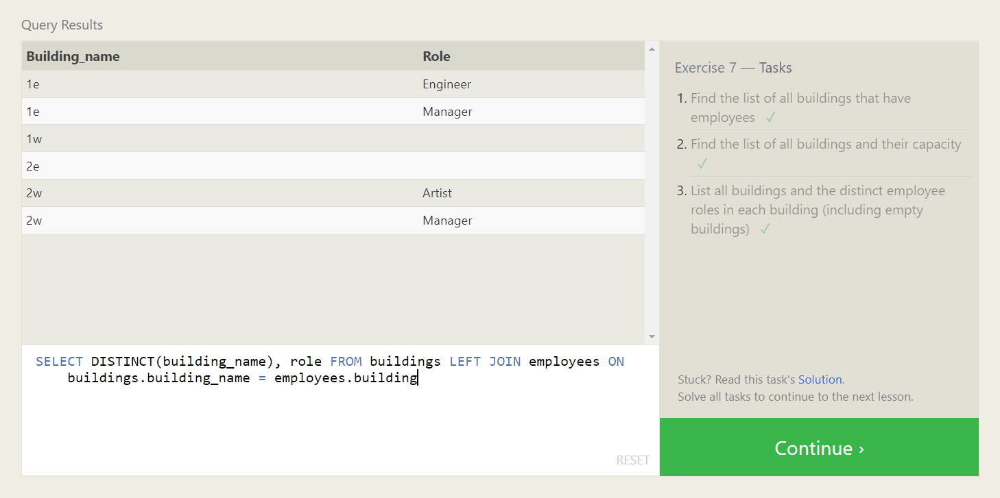 Query Results
Building_name Role
1e Engineer
1e Manager
1w
2e
2w Artist
2w Manager
SELECT DISTINCT(building_name), role FROM buildings LEFT JOIN employees ON
buildings.building_name = employees.building
RESET
Exercise 7 — Tasks
1. Find the list of all buildings that have
employees ✓
2. Find the list of all buildings and their capacity
✓
3. List all buildings and the distinct employee
roles in each building (including empty
buildings) ✓
Stuck? Read this task's Solution.
Solve all tasks to continue to the next lesson.
Continue ›